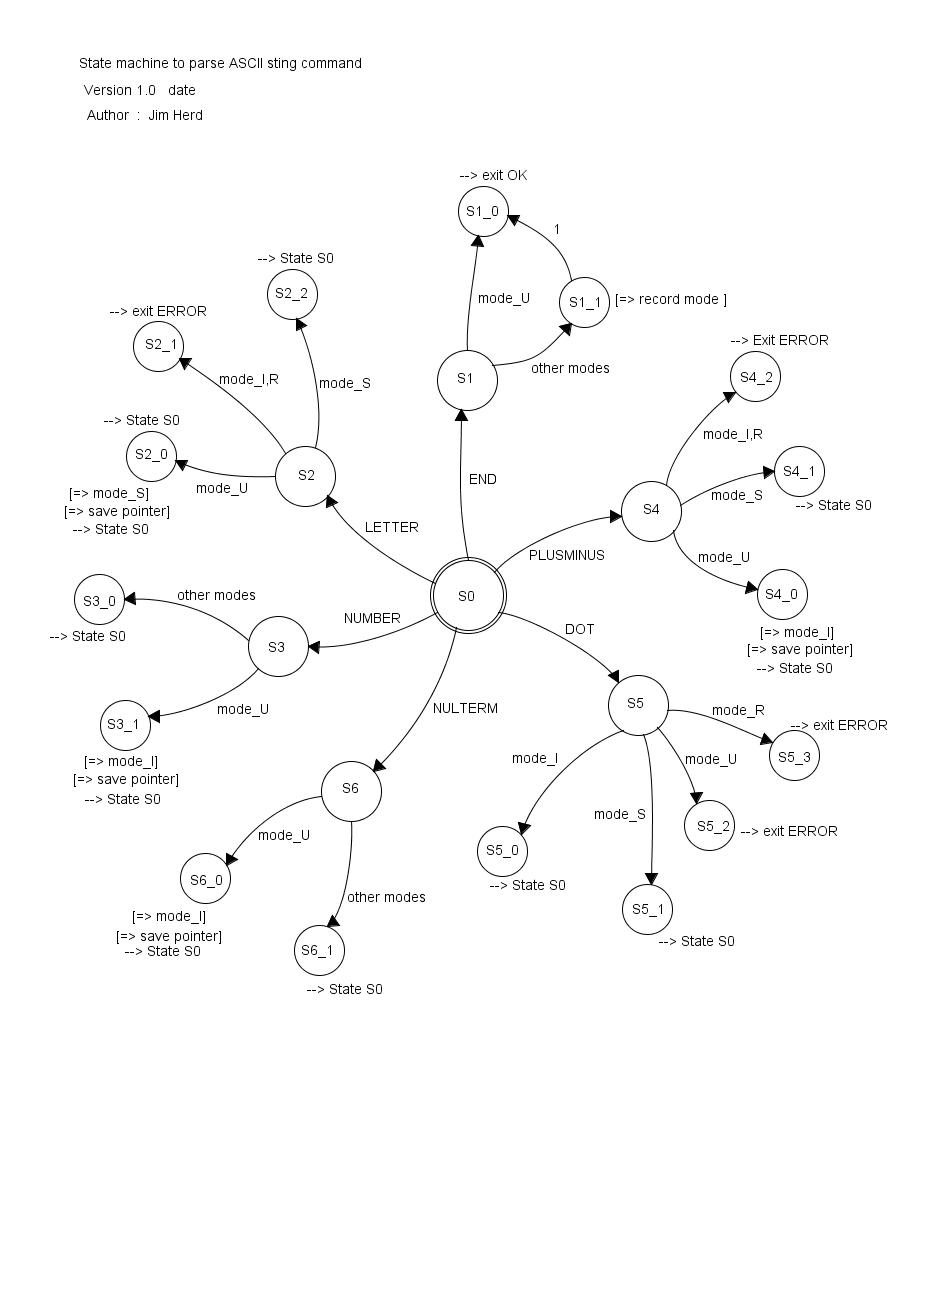 State machine to parse ASCII sting command
Version 1.0 date
Author : Jim Herd
--> exit OK
S1_0
1
--> State S0
S2_2
mode_U
S1_1
[=> record mode ]
--> exit ERROR
S2_1
other modes
--> Exit ERROR
mode_I,R
mode_S
S1
S4_2
--> State S0
S2_0
mode_U
S2
mode_I,R
S4_1
[=> mode_S]
[=> save pointer]
--> State S0
END
mode_S
--> State S0
LETTER
S4
PLUSMINUS
mode_U
S3_0
other modes
--> State S0
NUMBER
S0
S4_0
DOT
[=> mode_I]
[=> save pointer]
--> State S0
S3
mode_U
S3_1
[=> mode_I]
[=> save pointer]
--> State S0
NULTERM
S5
mode_R
--> exit ERROR
S5_3
mode_I
mode_U
S6
mode_S
S5_2
--> exit ERROR
mode_U
S5_0
--> State S0
S6_0
other modes
[=> mode_I]
[=> save pointer]
--> State S0
S5_1
--> State S0
S6_1
--> State S0